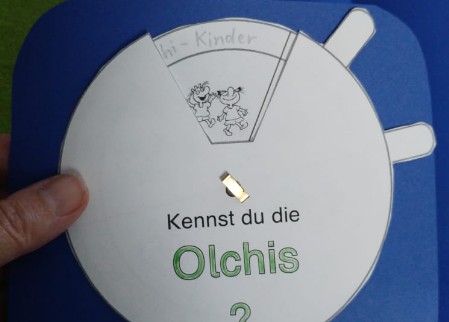 hi - Kinder
Kennst du die
Olchis
?